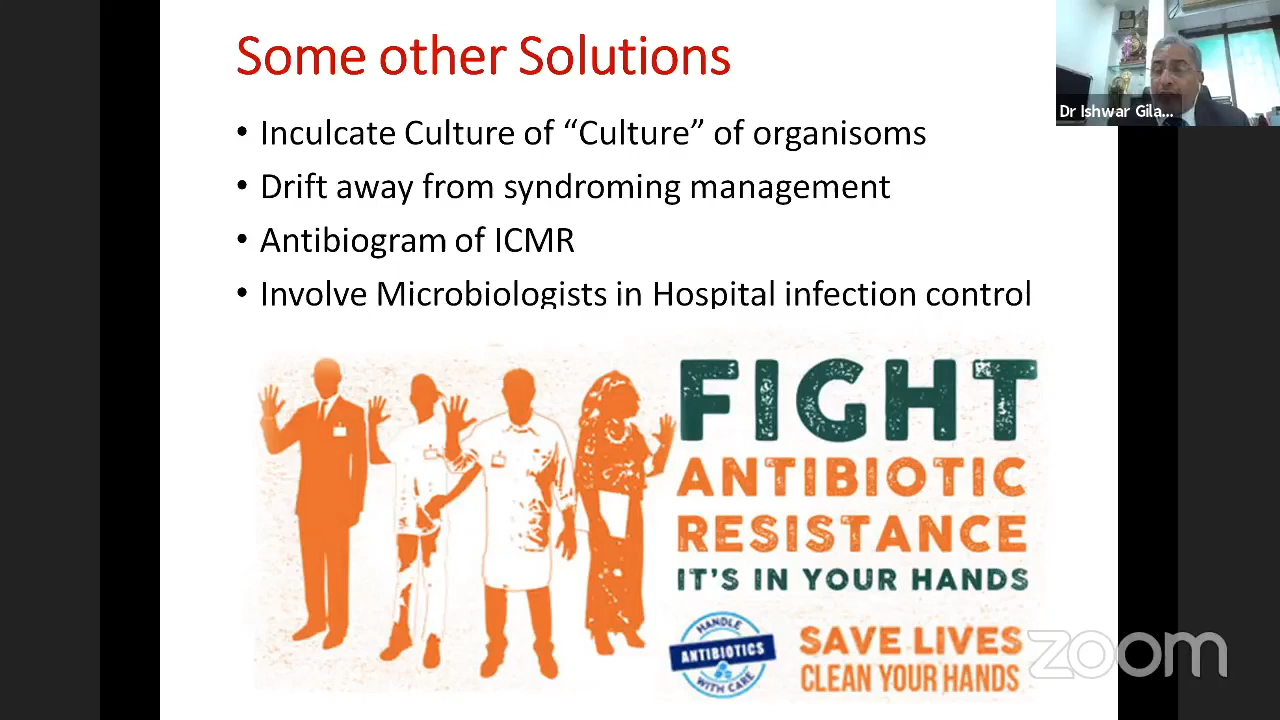 Some other Solutions
Dr Ishwar Gila...
• Inculcate Culture of “Culture” of organisoms
• Drift away from syndroming management
• Antibiogram of ICMR
• Involve Microbiologists in Hospital infection control
FIGHT
ANTIBIOTIC
RESISTANCE
IT'S IN YOUR HANDS
HANDLE
ANTIBIOTICS
WITH CARE
SAVE LIVES
CLEAN YOUR HANDS
zoom